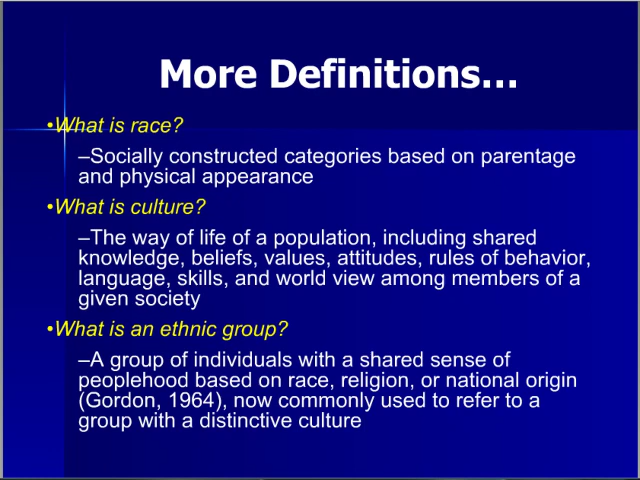 More Definitions…
•What is race?
–Socially constructed categories based on parentage
and physical appearance
•What is culture?
–The way of life of a population, including shared
knowledge, beliefs, values, attitudes, rules of behavior,
language, skills, and world view among members of a
given society
•What is an ethnic group?
–A group of individuals with a shared sense of
peoplehood based on race, religion, or national origin
(Gordon, 1964), now commonly used to refer to a
group with a distinctive culture